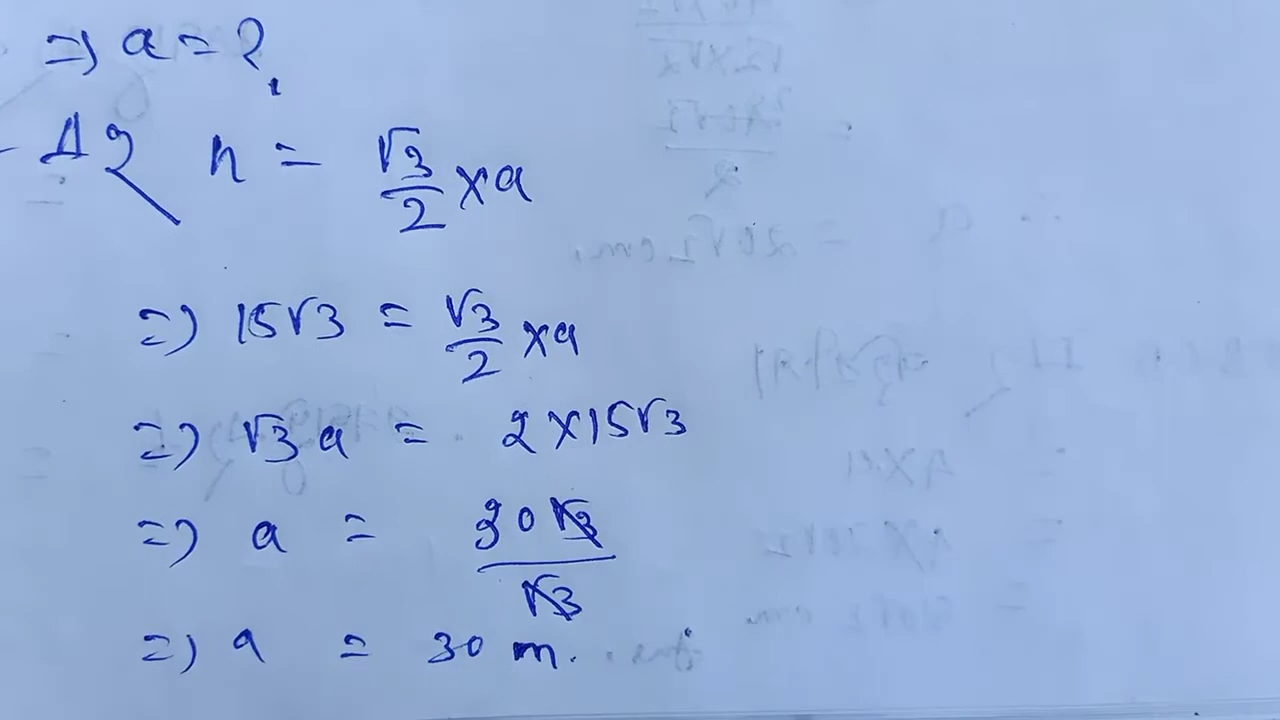 => a = ?
h = √3/2 × a
=> 15√3 = √3/2 × a
=> √3 a = 2 × 15√3
=> a = 30√3/√3
=> a = 30 m.